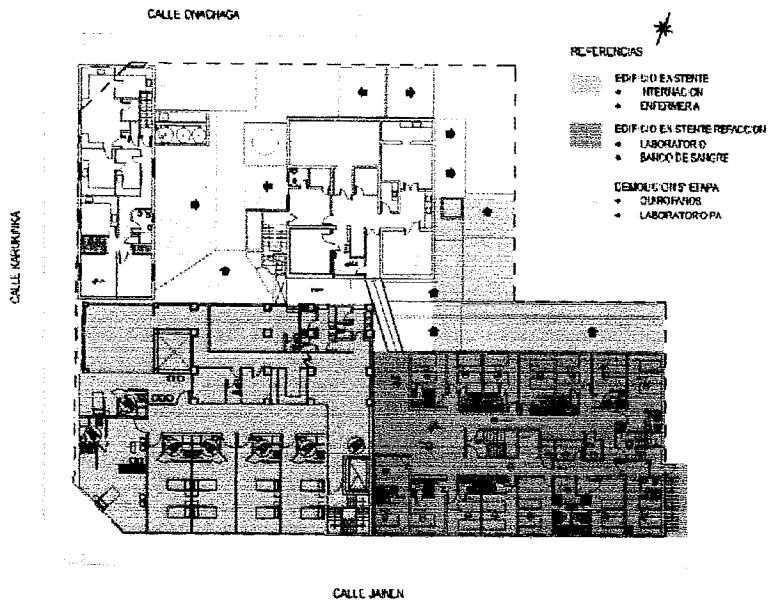 CALLE ONACHAGA
REFERENCIAS
EDIFICIO EXISTENTE
INTERNACION
ENFERMERIA
EDIFICIO EXISTENTE REFACCION
LABORATORIO
BANCO DE SANGRE
DEMOLICION 5° ETAPA
QUIROFANOS
LABORATORIO PA
CALLE KARUKINKA
CALLE JAINEN